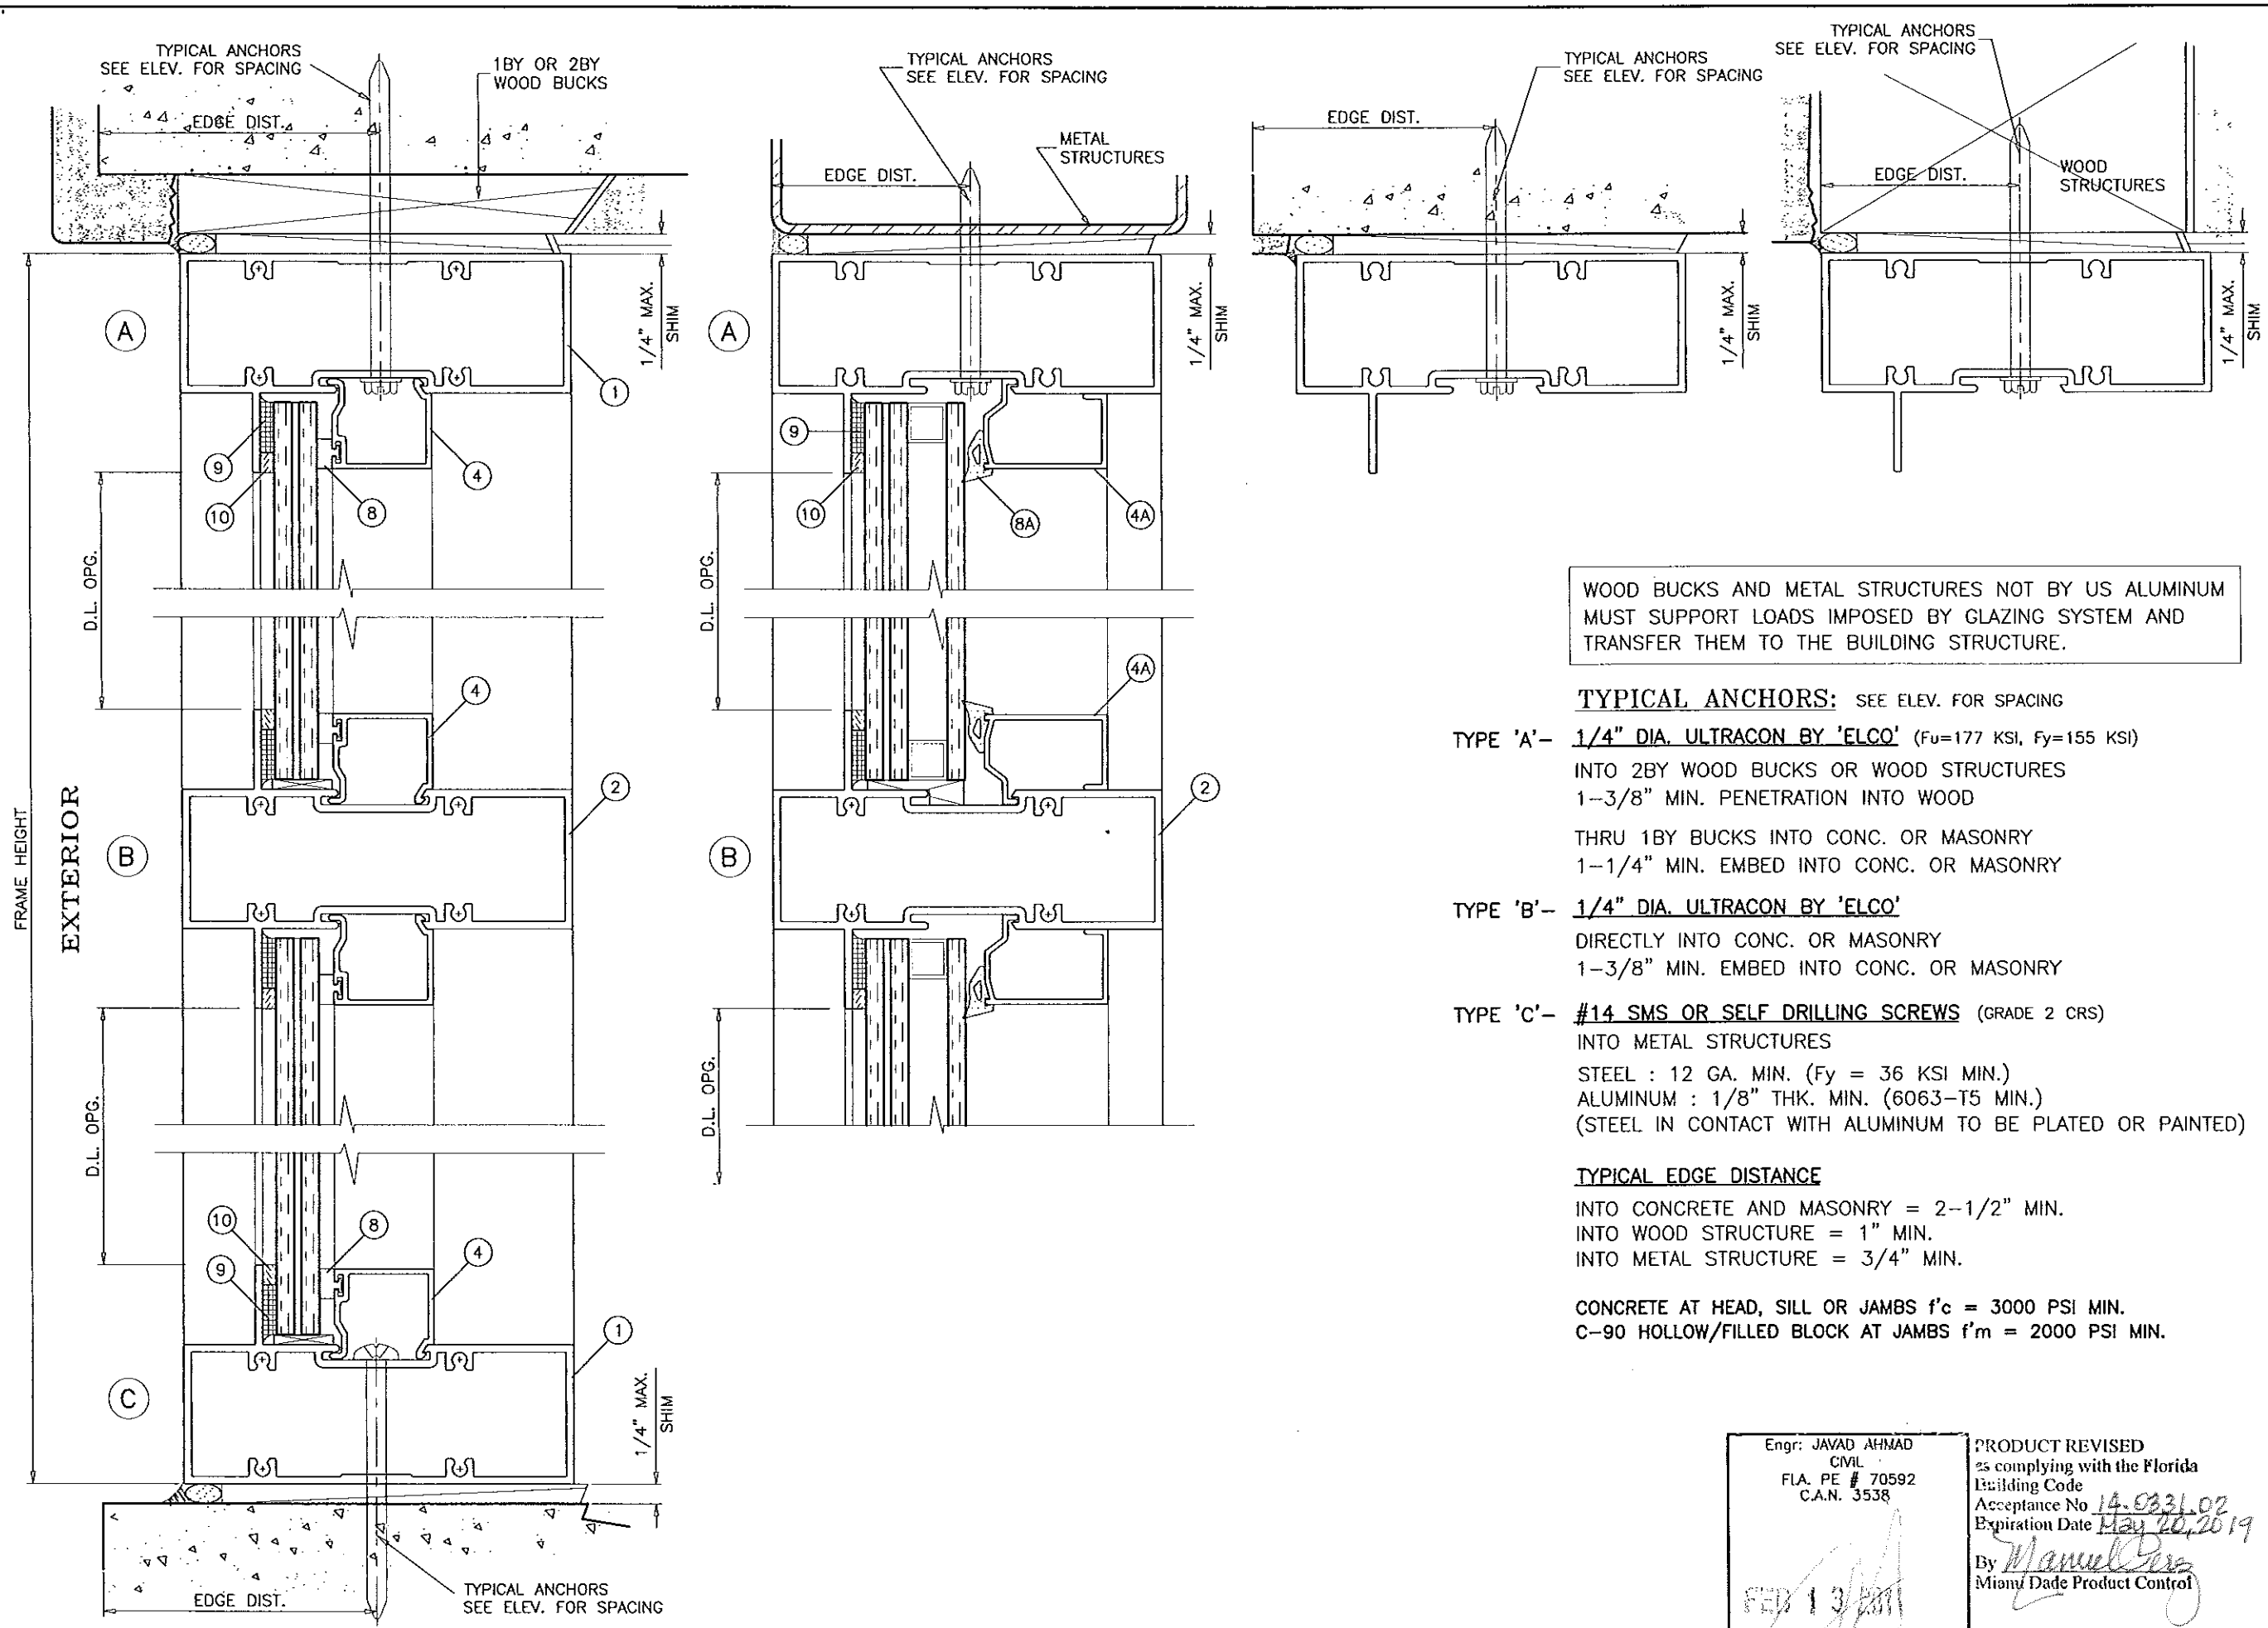 TYPICAL ANCHORS
SEE ELEV. FOR SPACING
1BY OR 2BY
WOOD BUCKS
EDGE DIST.
1/4" MAX.
SHIM
A
1
9
10
8
4
D.L. OPG.
4
FRAME HEIGHT
EXTERIOR
B
2
D.L. OPG.
10
9
8
4
1
C
1/4" MAX.
SHIM
EDGE DIST.
TYPICAL ANCHORS
SEE ELEV. FOR SPACING
TYPICAL ANCHORS
SEE ELEV. FOR SPACING
METAL
STRUCTURES
EDGE DIST.
1/4" MAX.
SHIM
A
9
10
8A
4A
D.L. OPG.
4A
B
2
D.L. OPG.
TYPICAL ANCHORS
SEE ELEV. FOR SPACING
EDGE DIST.
1/4" MAX.
SHIM
TYPICAL ANCHORS
SEE ELEV. FOR SPACING
EDGE DIST.
WOOD
STRUCTURES
1/4" MAX.
SHIM
WOOD BUCKS AND METAL STRUCTURES NOT BY US ALUMINUM
MUST SUPPORT LOADS IMPOSED BY GLAZING SYSTEM AND
TRANSFER THEM TO THE BUILDING STRUCTURE.
TYPICAL ANCHORS: SEE ELEV. FOR SPACING
TYPE 'A'- 1/4" DIA. ULTRACON BY 'ELCO' (Fu=177 KSI, Fy=155 KSI)
INTO 2BY WOOD BUCKS OR WOOD STRUCTURES
1-3/8" MIN. PENETRATION INTO WOOD
THRU 1BY BUCKS INTO CONC. OR MASONRY
1-1/4" MIN. EMBED INTO CONC. OR MASONRY
TYPE 'B'- 1/4" DIA. ULTRACON BY 'ELCO'
DIRECTLY INTO CONC. OR MASONRY
1-3/8" MIN. EMBED INTO CONC. OR MASONRY
TYPE 'C'- #14 SMS OR SELF DRILLING SCREWS (GRADE 2 CRS)
INTO METAL STRUCTURES
STEEL : 12 GA. MIN. (Fy = 36 KSI MIN.)
ALUMINUM : 1/8" THK. MIN. (6063-T5 MIN.)
(STEEL IN CONTACT WITH ALUMINUM TO BE PLATED OR PAINTED)
TYPICAL EDGE DISTANCE
INTO CONCRETE AND MASONRY = 2-1/2" MIN.
INTO WOOD STRUCTURE = 1" MIN.
INTO METAL STRUCTURE = 3/4" MIN.
CONCRETE AT HEAD, SILL OR JAMBS f'c = 3000 PSI MIN.
C-90 HOLLOW/FILLED BLOCK AT JAMBS f'm = 2000 PSI MIN.
Engr: JAVAD AHMAD
CIVIL
FLA. PE # 70592
C.A.N. 3538
FEB 13
PRODUCT REVISED
as complying with the Florida
Building Code
Acceptance No 14-0331.02
Expiration Date May 20, 2019
By Manuel Perez
Miami Dade Product Control